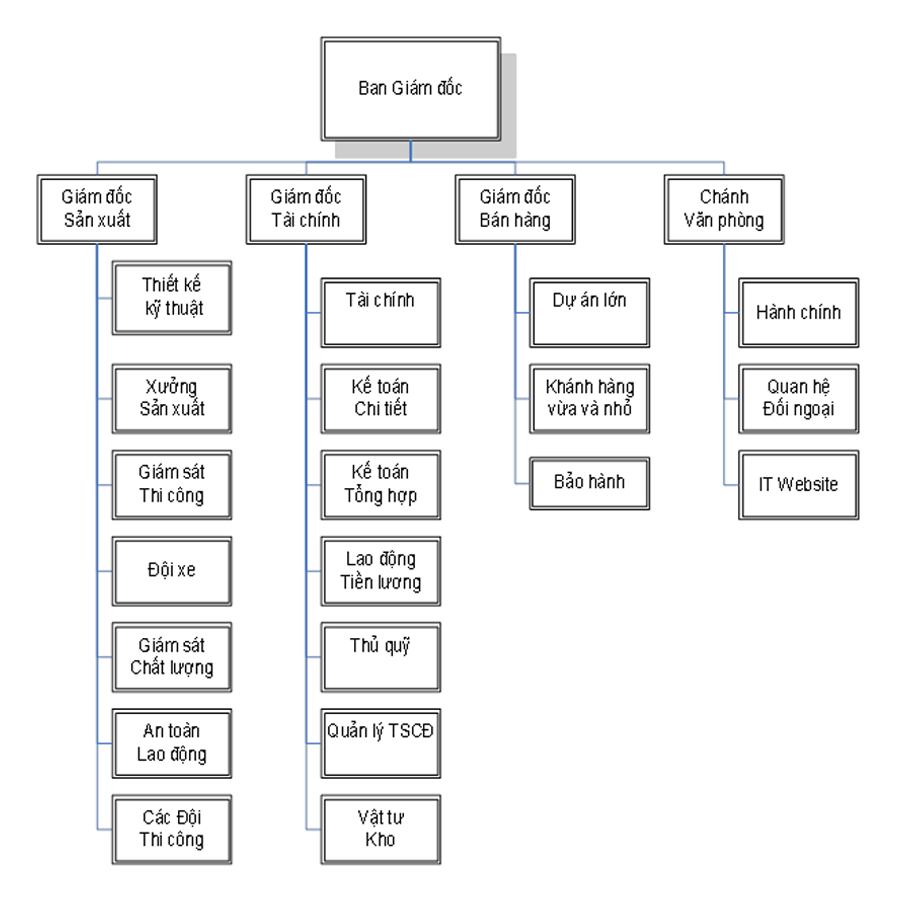 Ban Giám đốc
Giám đốc
Sản xuất
Giám đốc
Tài chính
Giám đốc
Bán hàng
Chánh
Văn phòng
Thiết kế
kỹ thuật
Xưởng
Sản xuất
Giám sát
Thi công
Đội xe
Giám sát
Chất lượng
An toàn
Lao động
Các Đội
Thi công
Tài chính
Kế toán
Chi tiết
Kế toán
Tổng hợp
Lao động
Tiền lương
Thủ quỹ
Quản lý TSCĐ
Vật tư
Kho
Dự án lớn
Khánh hàng
vừa và nhỏ
Bảo hành
Hành chính
Quan hệ
Đối ngoại
IT Website